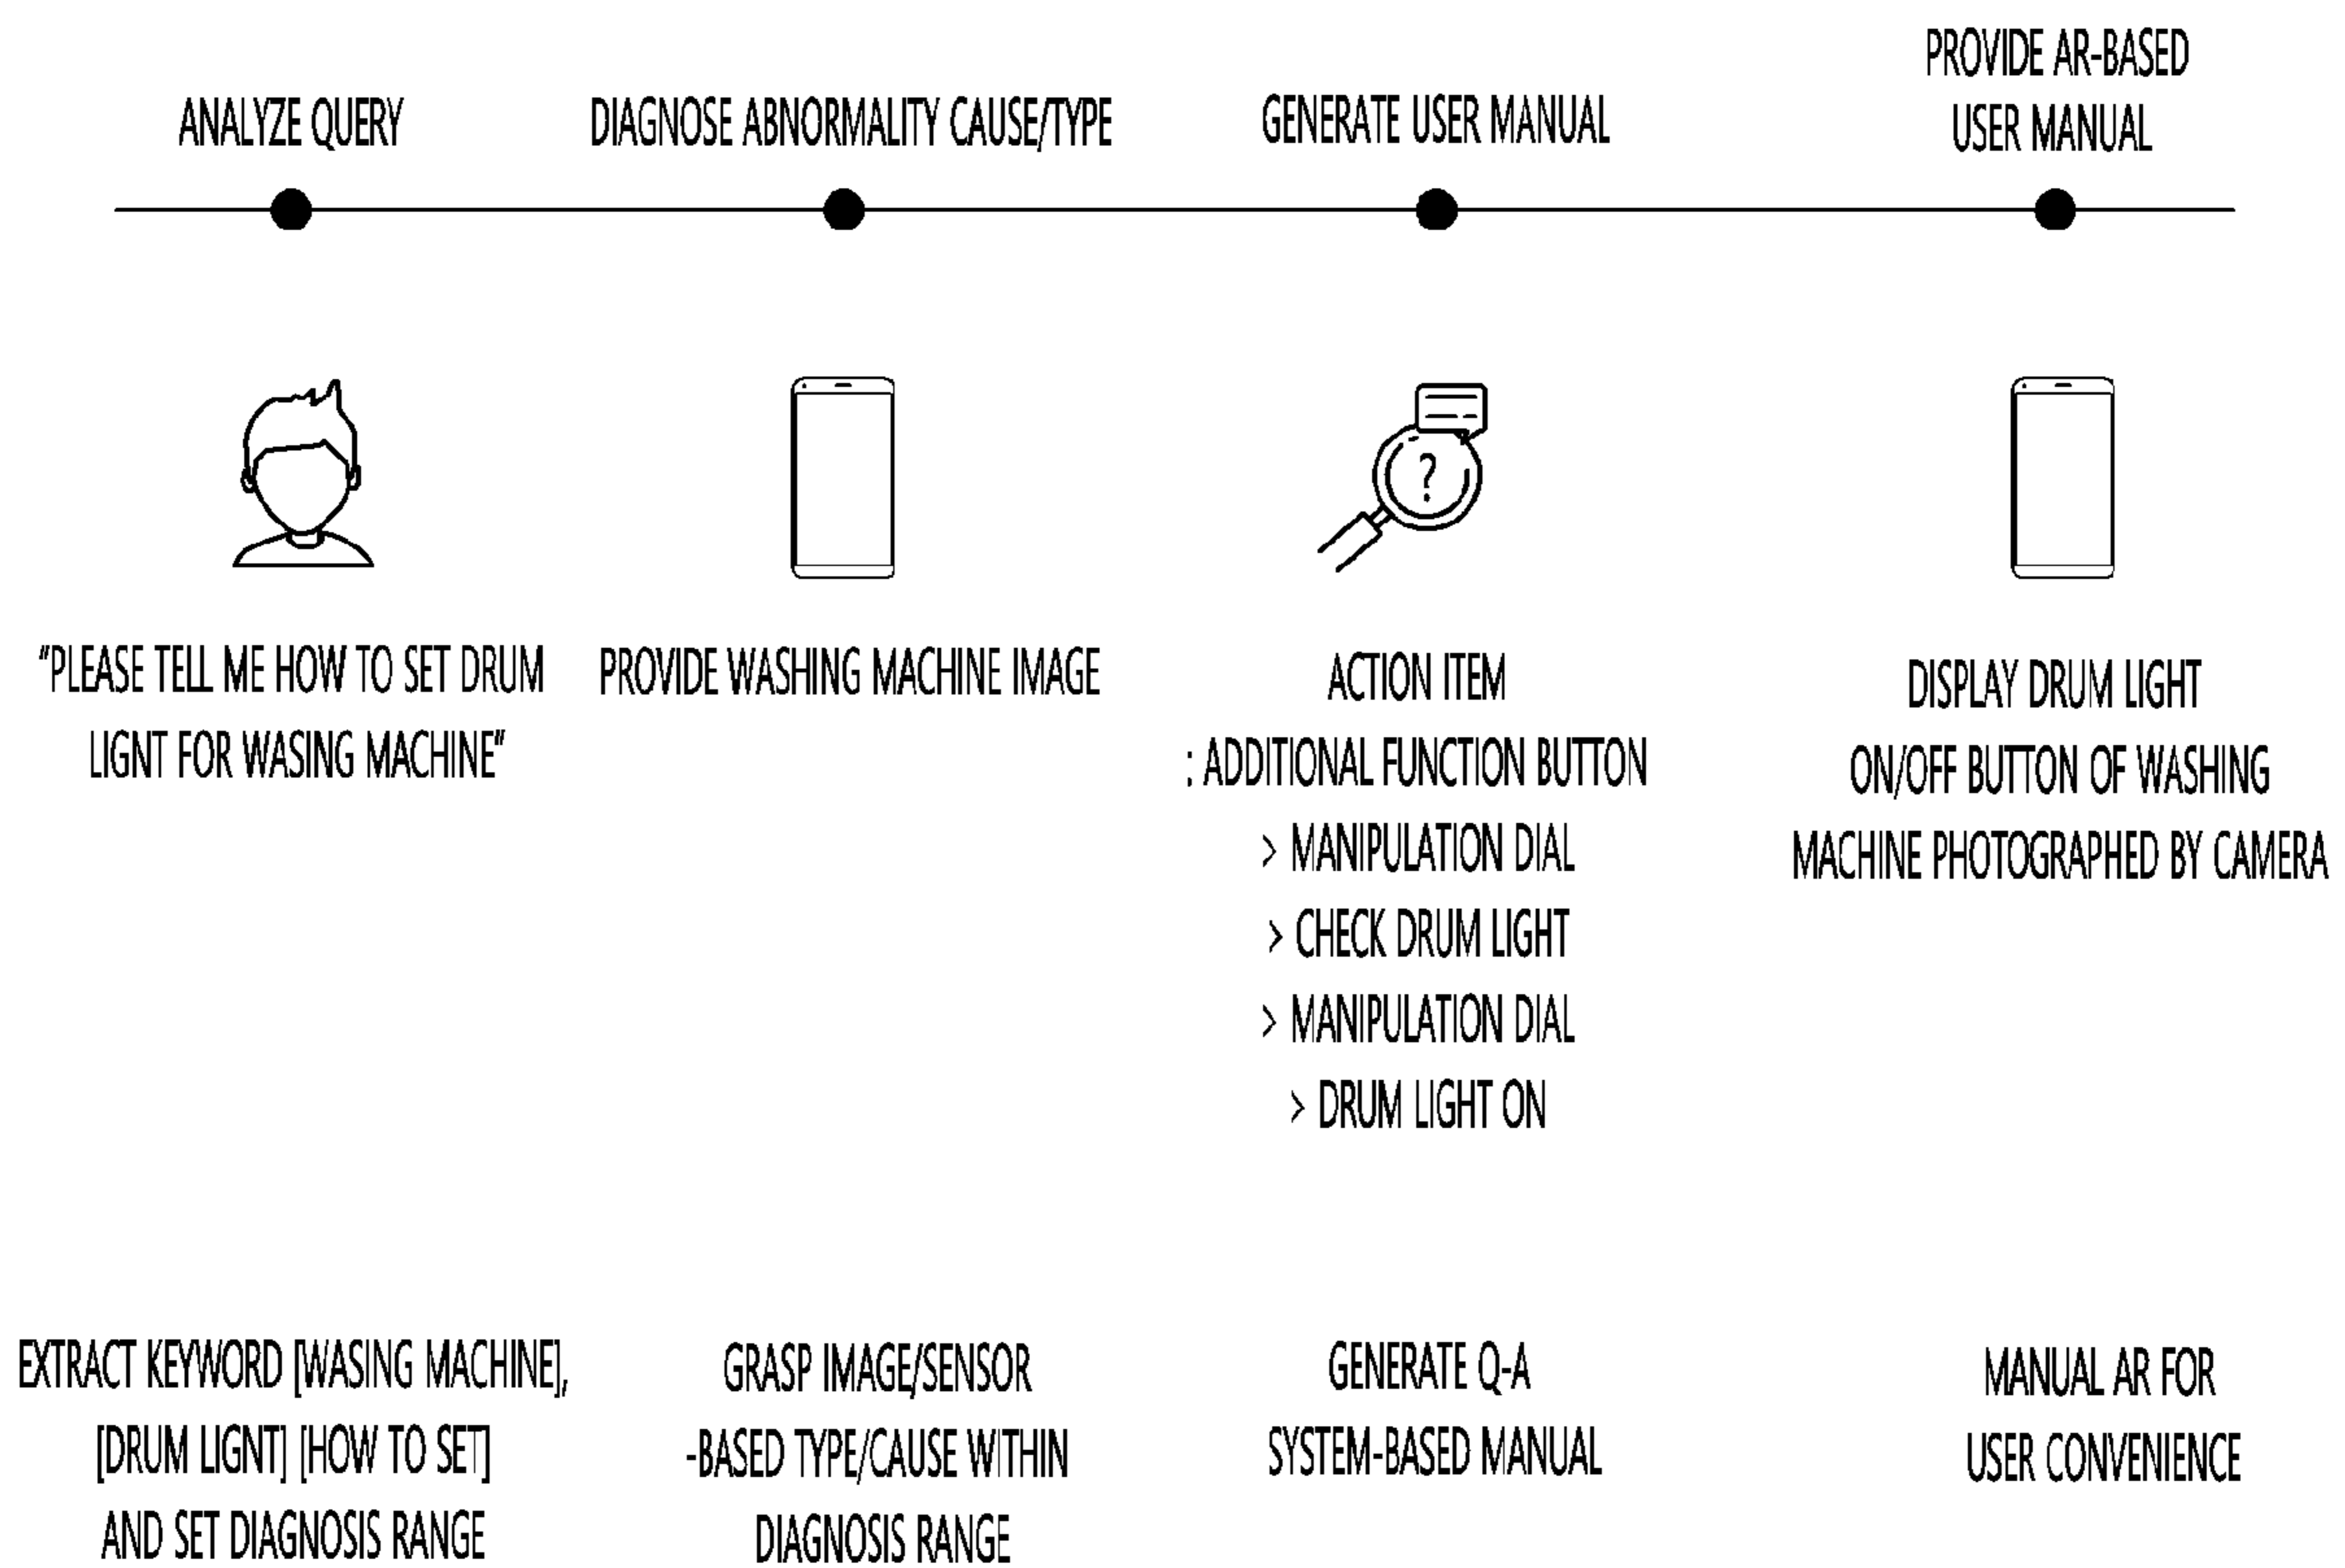 ANALYZE QUERY
DIAGNOSE ABNORMALITY CAUSE/TYPE
GENERATE USER MANUAL
PROVIDE AR-BASED
USER MANUAL
"PLEASE TELL ME HOW TO SET DRUM
LIGNT FOR WASING MACHINE"
PROVIDE WASHING MACHINE IMAGE
?
ACTION ITEM
: ADDITIONAL FUNCTION BUTTON
> MANIPULATION DIAL
> CHECK DRUM LIGHT
> MANIPULATION DIAL
> DRUM LIGHT ON
DISPLAY DRUM LIGHT
ON/OFF BUTTON OF WASHING
MACHINE PHOTOGRAPHED BY CAMERA
EXTRACT KEYWORD [WASING MACHINE],
[DRUM LIGNT] [HOW TO SET]
AND SET DIAGNOSIS RANGE
GRASP IMAGE/SENSOR
-BASED TYPE/CAUSE WITHIN
DIAGNOSIS RANGE
GENERATE Q-A
SYSTEM-BASED MANUAL
MANUAL AR FOR
USER CONVENIENCE